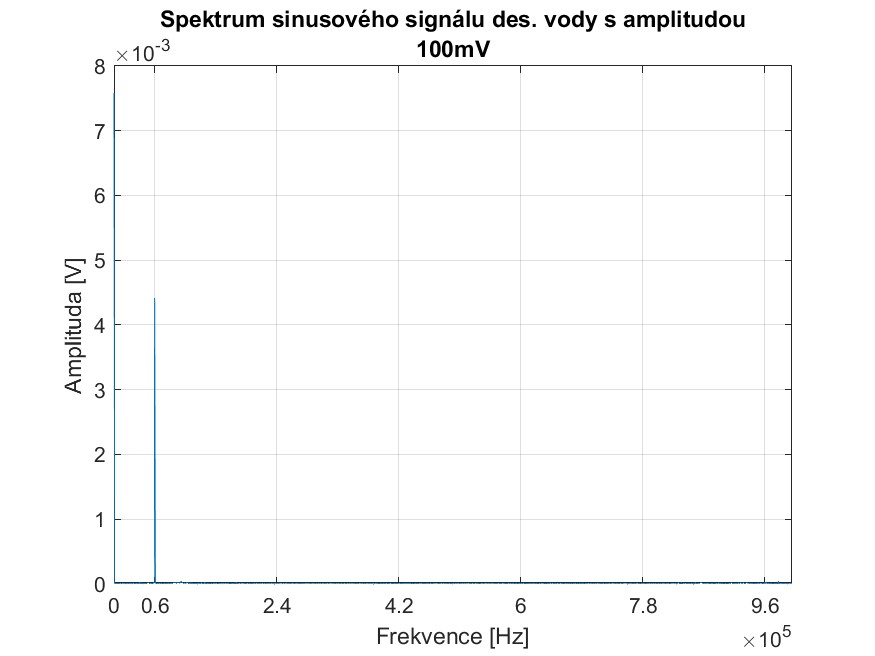 Spektrum sinusového signálu des. vody s amplitudou
100mV
×10⁻³
8
7
6
5
4
3
2
1
0
Amplituda [V]
0 0.6 2.4 4.2 6 7.8 9.6
Frekvence [Hz]
×10⁵